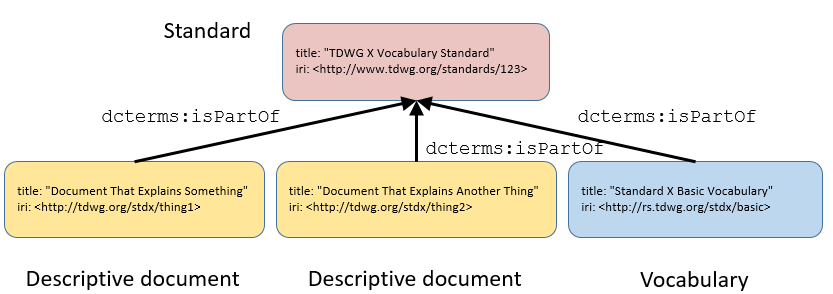 Standard
title: "TDWG X Vocabulary Standard"
iri: <http://www.tdwg.org/standards/123>
dcterms:isPartOf
dcterms:isPartOf
dcterms:isPartOf
title: "Document That Explains Something"
iri: <http://tdwg.org/stdx/thing1>
title: "Document That Explains Another Thing"
iri: <http://tdwg.org/stdx/thing2>
title: "Standard X Basic Vocabulary"
iri: <http://rs.tdwg.org/stdx/basic>
Descriptive document
Descriptive document
Vocabulary